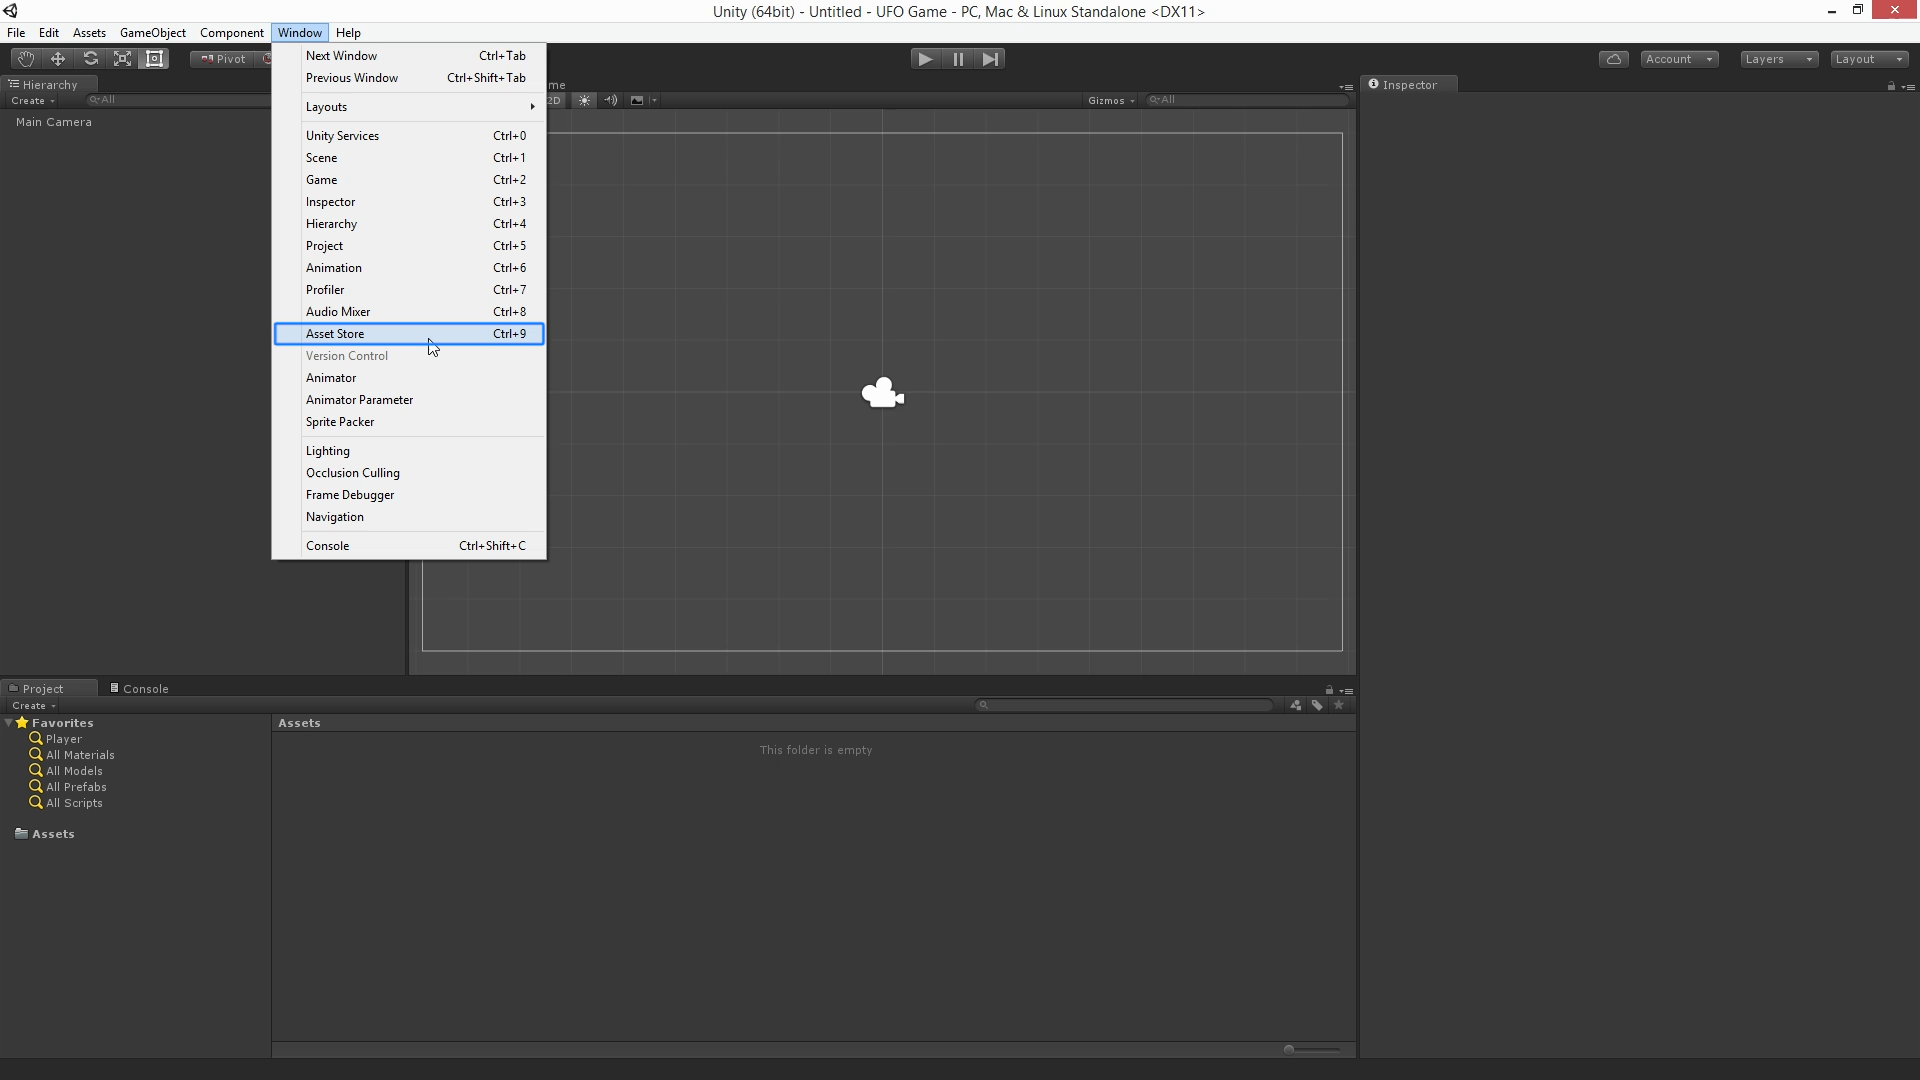 Unity (64bit) - Untitled - UFO Game - PC, Mac & Linux Standalone <DX11>
File Edit Assets GameObject Component Window Help
Pivot
Account Layers Layout
Hierarchy
Create All
Main Camera
Next Window Ctrl+Tab
Previous Window Ctrl+Shift+Tab
Layouts
Unity Services Ctrl+0
Scene Ctrl+1
Game Ctrl+2
Inspector Ctrl+3
Hierarchy Ctrl+4
Project Ctrl+5
Animation Ctrl+6
Profiler Ctrl+7
Audio Mixer Ctrl+8
Asset Store Ctrl+9
Version Control
Animator
Animator Parameter
Sprite Packer
Lighting
Occlusion Culling
Frame Debugger
Navigation
Console Ctrl+Shift+C
me
2D Gizmos All
Inspector
Project Console
Create
Favorites
Player
All Materials
All Models
All Prefabs
All Scripts
Assets
Assets
This folder is empty